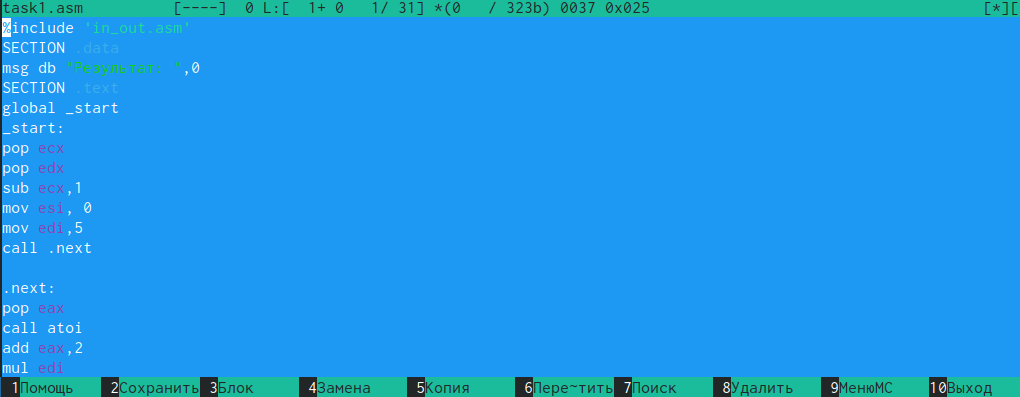 task1.asm [----] 0 L:[ 1+ 0 1/ 31] *(0 / 323b) 0037 0x025 [*][
%include 'in_out.asm'
SECTION .data
msg db "Результат: ",0
SECTION .text
global _start
_start:
pop ecx
pop edx
sub ecx,1
mov esi, 0
mov edi,5
call .next
.next:
pop eax
call atoi
add eax,2
mul edi
1Помощь 2Сохранить 3Блок 4Замена 5Копия 6Пере~тить 7Поиск 8Удалить 9МенюМС 10Выход